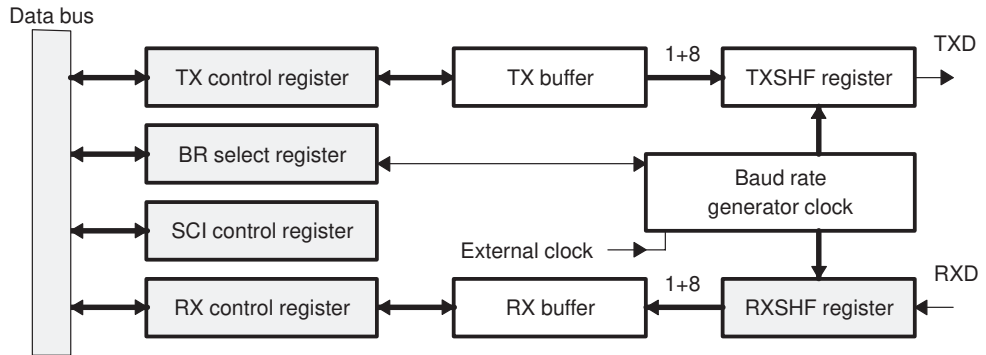 Data bus
TX control register
TX buffer
1+8
TXSHF register
TXD
BR select register
Baud rate
generator clock
SCI control register
External clock
RX control register
RX buffer
1+8
RXSHF register
RXD